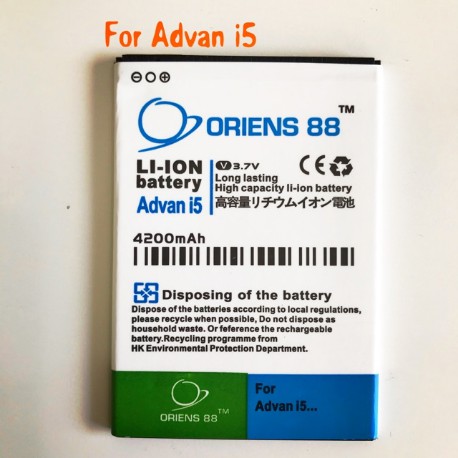 For Advan i5
ORIENS 88 ™
LI-ION
battery
Advan i5
V 3.7V
Long lasting
High capacity li-ion battery
高容量リチウムイオン電池
CE
4200mAh
Disposing of the battery
Dispose of the batteries according to local regulations,
please recycle when possible, Do not dispose as
household waste. Or reference the rechargeable
battery.Recycling programme from
HK Environmental Protection Department.
ORIENS 88 ™
For
Advan i5...